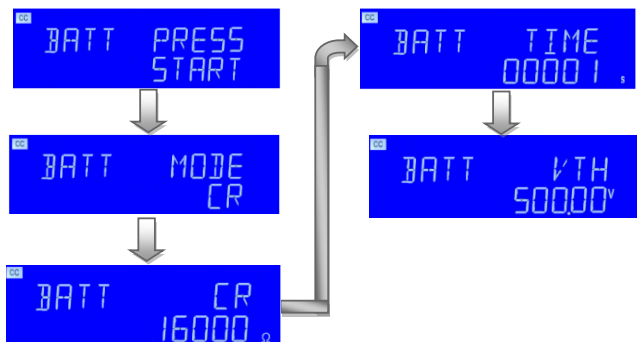 CC
BATT PRESS
START
CC
BATT MODE
CR
CC
BATT CR
16000 Ω
CC
BATT TIME
00001 s
CC
BATT VTH
500.00 V